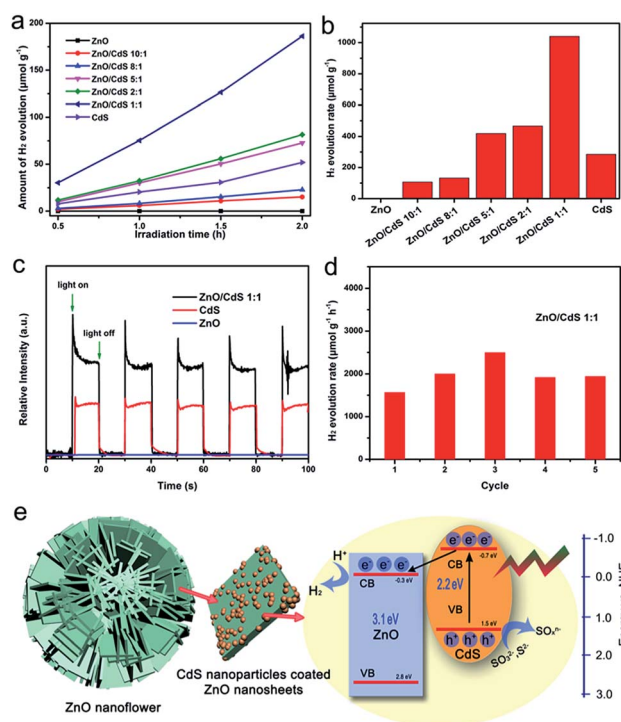 a
Amount of H₂ evolution (μmol g⁻¹)
200
175
150
125
100
75
50
25
0
ZnO
ZnO/CdS 10:1
ZnO/CdS 8:1
ZnO/CdS 5:1
ZnO/CdS 2:1
ZnO/CdS 1:1
CdS
0.5 1.0 1.5 2.0
Irradiation time (h)
b
H₂ evolution rate (μmol g⁻¹)
1000
800
600
400
200
0
ZnO
ZnO/CdS 10:1
ZnO/CdS 8:1
ZnO/CdS 5:1
ZnO/CdS 2:1
ZnO/CdS 1:1
CdS
c
Relative Intensity (a.u.)
light on
light off
ZnO/CdS 1:1
CdS
ZnO
0 20 40 60 80 100
Time (s)
d
H₂ evolution rate (μmol g⁻¹ h⁻¹)
4000
3000
2000
1000
0
ZnO/CdS 1:1
1 2 3 4 5
Cycle
e
ZnO nanoflower
CdS nanoparticles coated
ZnO nanosheets
H⁺
H₂
e⁻ e⁻ e⁻
CB
-0.3 eV
3.1 eV
ZnO
VB
2.8 eV
e⁻ e⁻ e⁻
CB
-0.7 eV
2.2 eV
VB
1.5 eV
h⁺ h⁺ h⁺
CdS
SOₓⁿ⁻
SO₃²⁻, S²⁻
-1.0
0.0
1.0
2.0
3.0